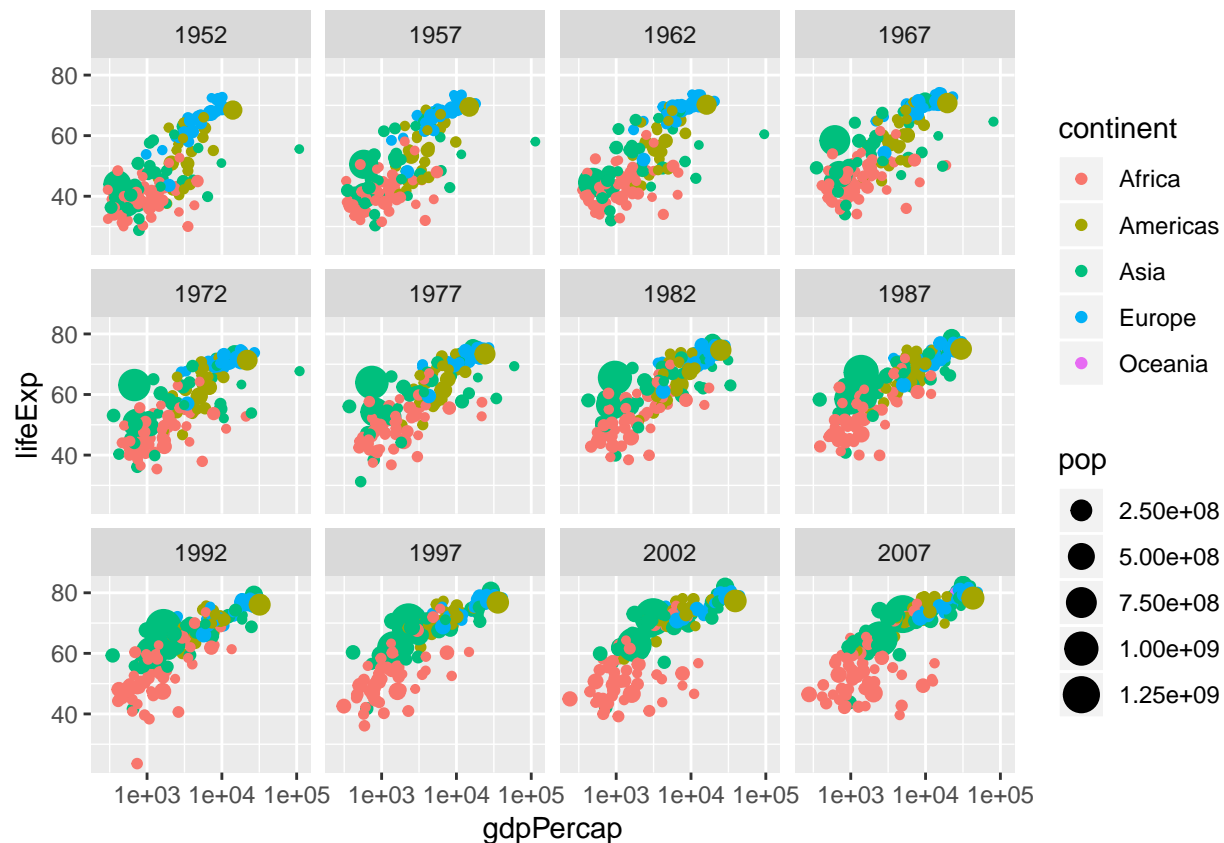 1952 1957 1962 1967
80
60
40
1972 1977 1982 1987
80
60
40
1992 1997 2002 2007
80
60
40
1e+03 1e+04 1e+05 1e+03 1e+04 1e+05 1e+03 1e+04 1e+05 1e+03 1e+04 1e+05
gdpPercap
lifeExp
continent
Africa
Americas
Asia
Europe
Oceania
pop
2.50e+08
5.00e+08
7.50e+08
1.00e+09
1.25e+09